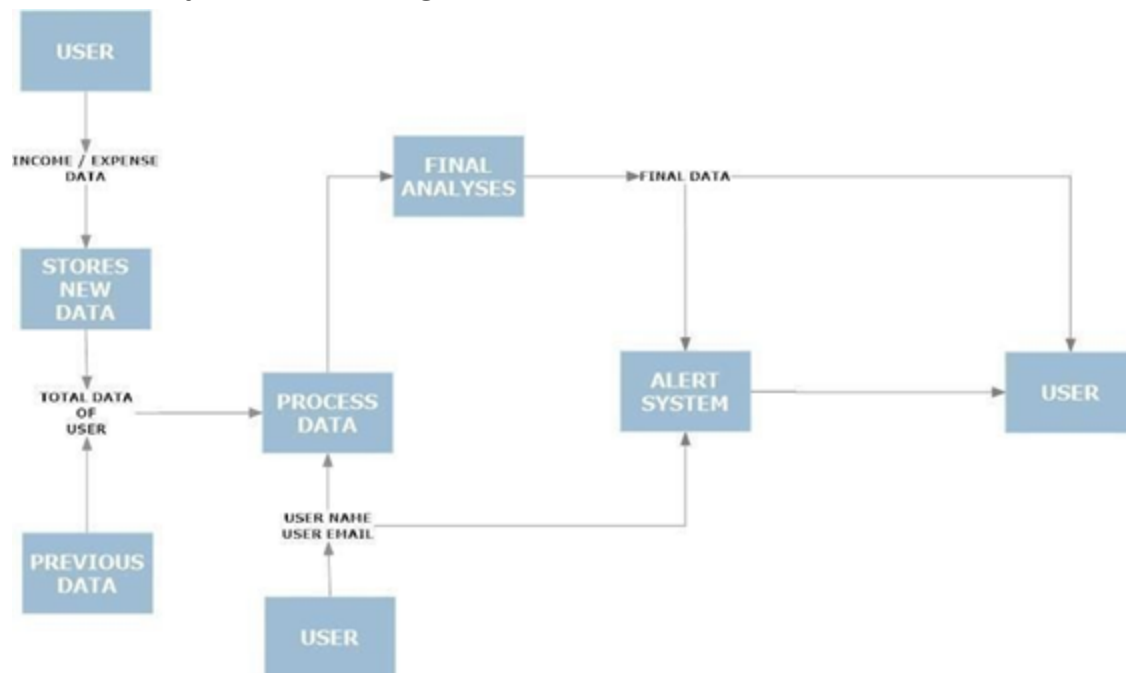 USER
INCOME / EXPENSE
DATA
STORES
NEW
DATA
TOTAL DATA
OF
USER
PREVIOUS
DATA
PROCESS
DATA
USER NAME
USER EMAIL
USER
FINAL
ANALYSES
FINAL DATA
ALERT
SYSTEM
USER